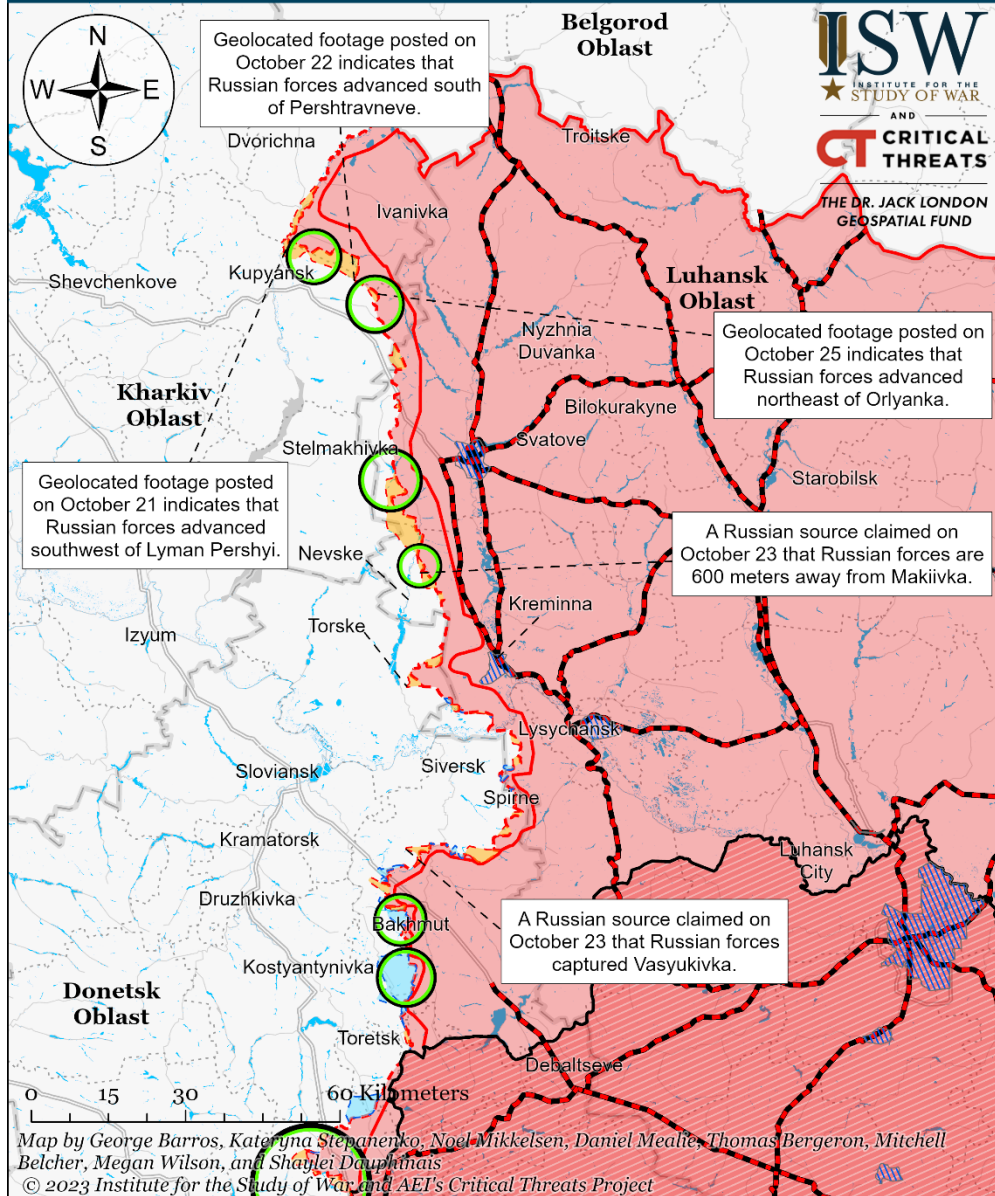 N
W
E
S
Geolocated footage posted on
October 22 indicates that
Russian forces advanced south
of Pershtravneve.
Belgorod
Oblast
ISW
INSTITUTE FOR THE
STUDY OF WAR
AND
CT CRITICAL
THREATS
THE DR. JACK LONDON
GEOSPATIAL FUND
Dvorichna
Troitske
Ivanivka
Kupyansk
Shevchenkove
Luhansk
Oblast
Nyzhnia
Duvanka
Geolocated footage posted on
October 25 indicates that
Russian forces advanced
northeast of Orlyanka.
Kharkiv
Oblast
Bilokurakyne
Stelmakhivka
Svatove
Starobilsk
Geolocated footage posted
on October 21 indicates that
Russian forces advanced
southwest of Lyman Pershyi.
A Russian source claimed on
October 23 that Russian forces are
600 meters away from Makiivka.
Nevske
Kreminna
Torske
Izyum
Lysychansk
Siversk
Sloviansk
Spirne
Kramatorsk
Luhansk
City
Druzhkivka
A Russian source claimed on
October 23 that Russian forces
captured Vasyukivka.
Bakhmut
Kostyantynivka
Donetsk
Oblast
Toretsk
Debaltseve
0 15 30 60 Kilometers
Map by George Barros, Kateryna Stepanenko, Noel Mikkelsen, Daniel Mealie, Thomas Bergeron, Mitchell
Belcher, Megan Wilson, and Shaylei Dauphinais
© 2023 Institute for the Study of War and AEI's Critical Threats Project